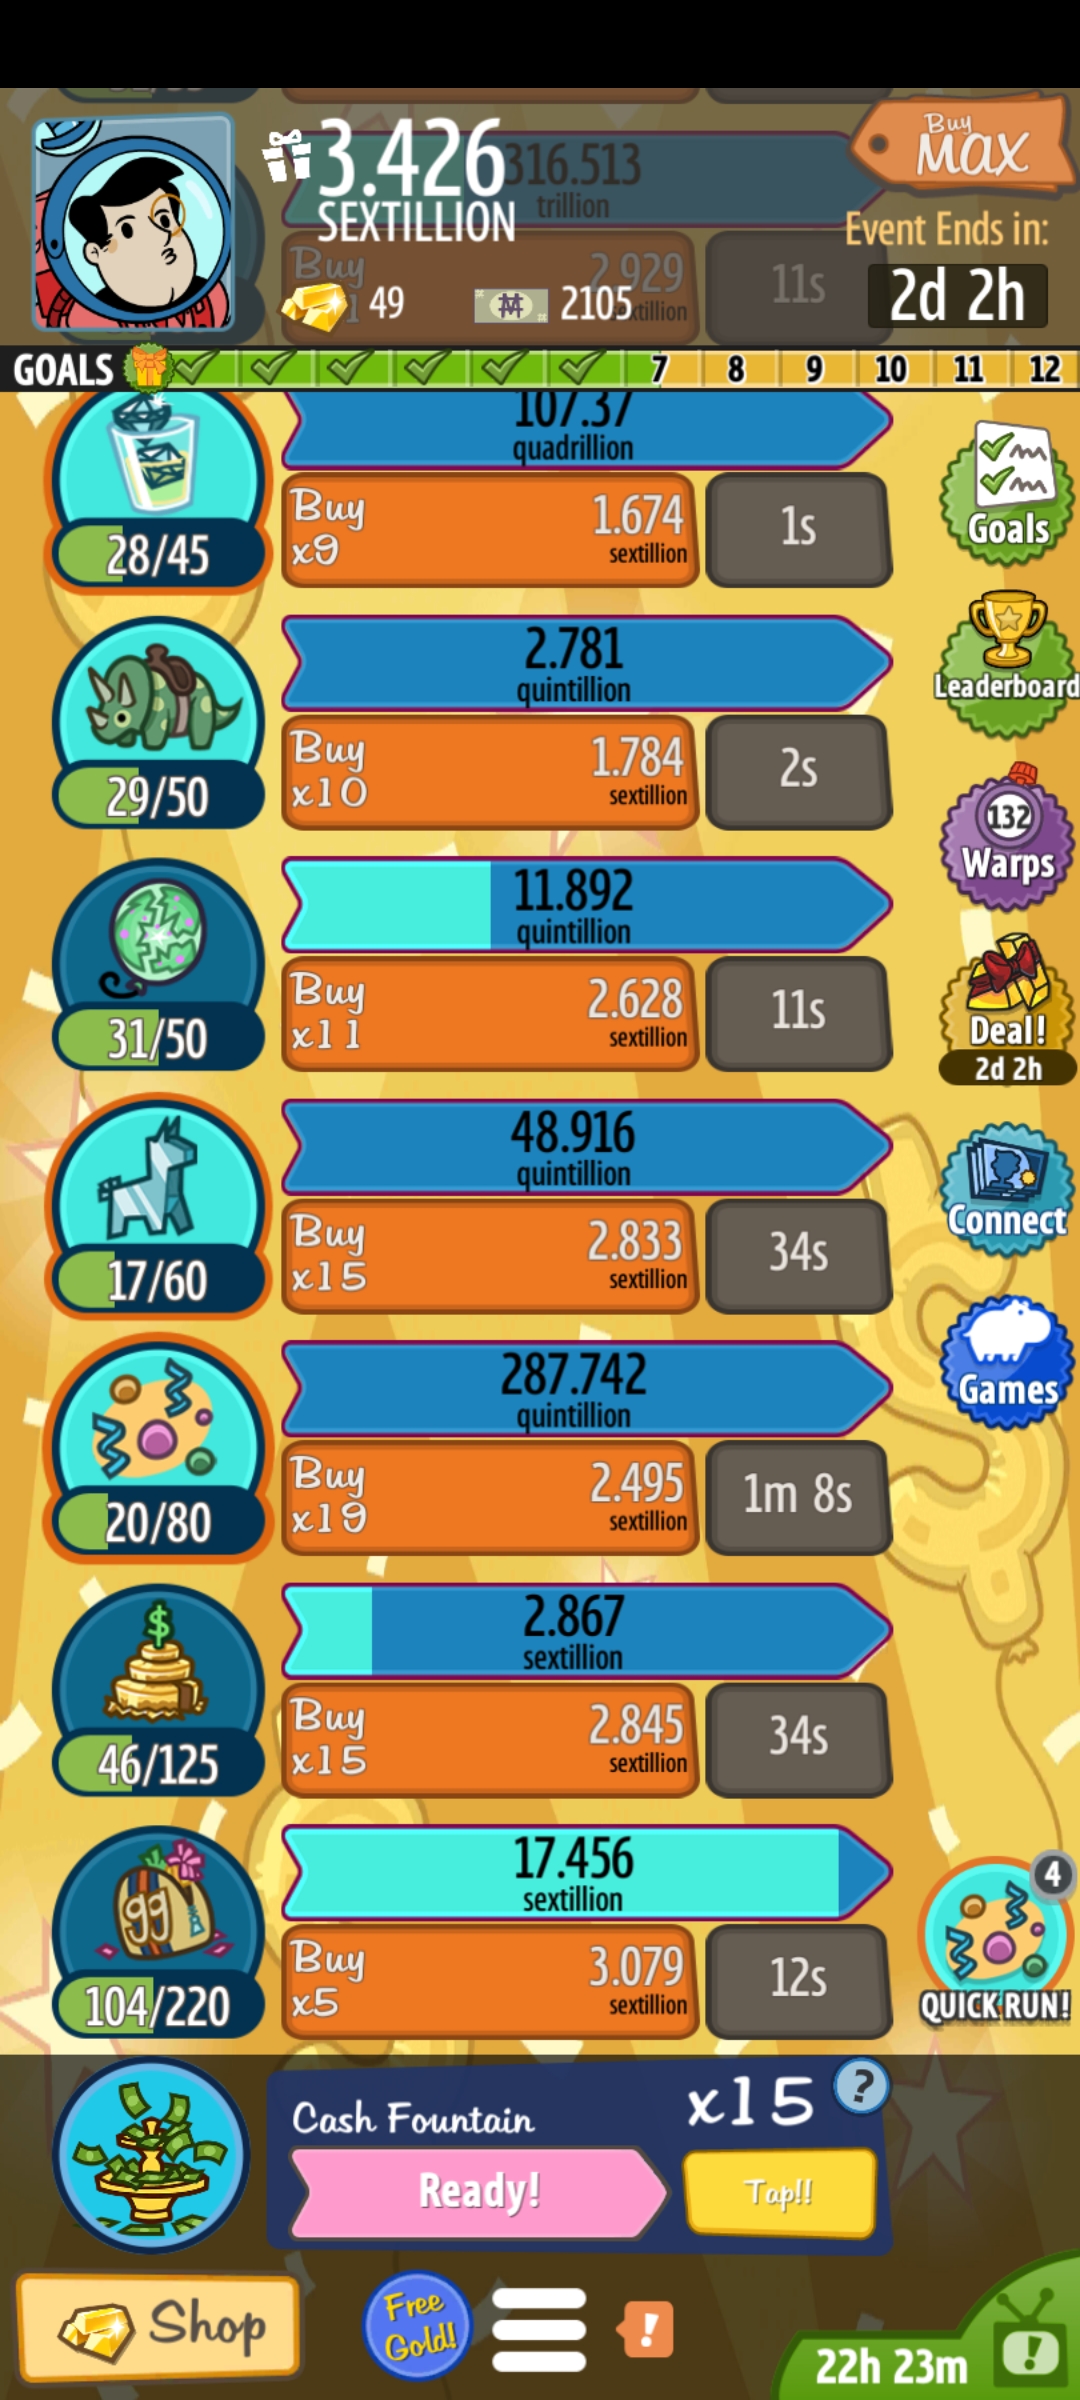 3.426
SEXTILLION
316.513
trillion
Buy
MAX
Event Ends in:
2d 2h
49
2105
Buy
2.929
11s
GOALS
7
8
9
10
11
12
107.37
quadrillion
28/45
Buy
x9
1.674
sextillion
1s
Goals
2.781
quintillion
29/50
Buy
x10
1.784
sextillion
2s
Leaderboard
11.892
quintillion
31/50
Buy
x11
2.628
sextillion
11s
132
Warps
Deal!
2d 2h
48.916
quintillion
17/60
Buy
x15
2.833
sextillion
34s
Connect
287.742
quintillion
20/80
Buy
x19
2.495
sextillion
1m 8s
Games
$
2.867
sextillion
46/125
Buy
x15
2.845
sextillion
34s
99
17.456
sextillion
104/220
Buy
x5
3.079
sextillion
12s
4
QUICK RUN!
Cash Fountain
x15
?
Ready!
Tap!!
Shop
Free
Gold!
!
22h 23m
!